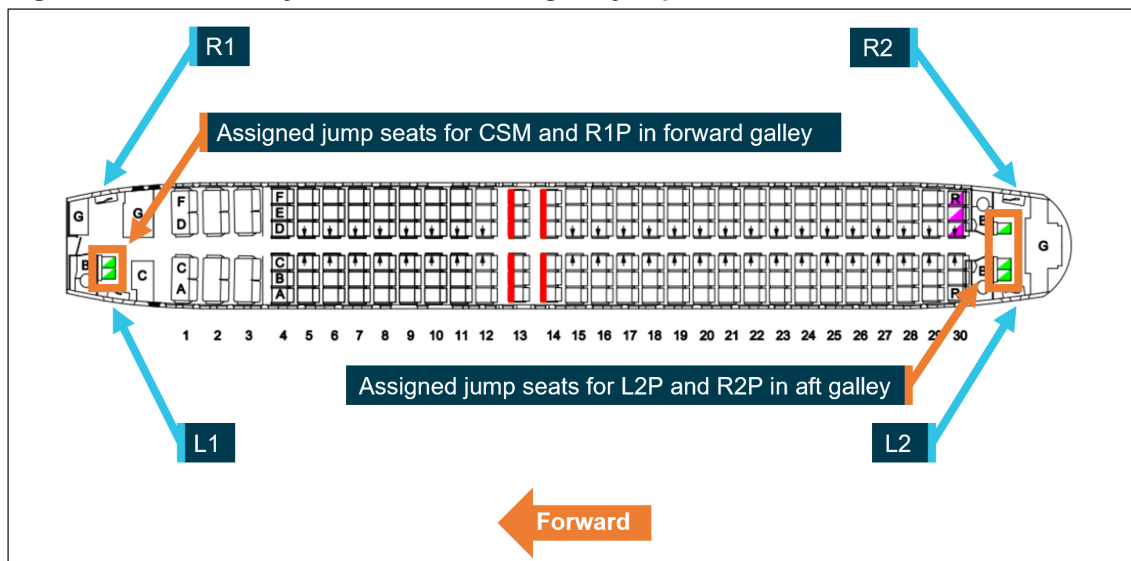 R1
R2
Assigned jump seats for CSM and R1P in forward galley
G
G
F
D
F
E
D
R
B
G
B
C
C
A
C
B
A
R
B
1 2 3 4 5 6 7 8 9 10 11 12 13 14 15 16 17 18 19 20 21 22 23 24 25 26 27 28 29 30
Assigned jump seats for L2P and R2P in aft galley
L1
L2
Forward